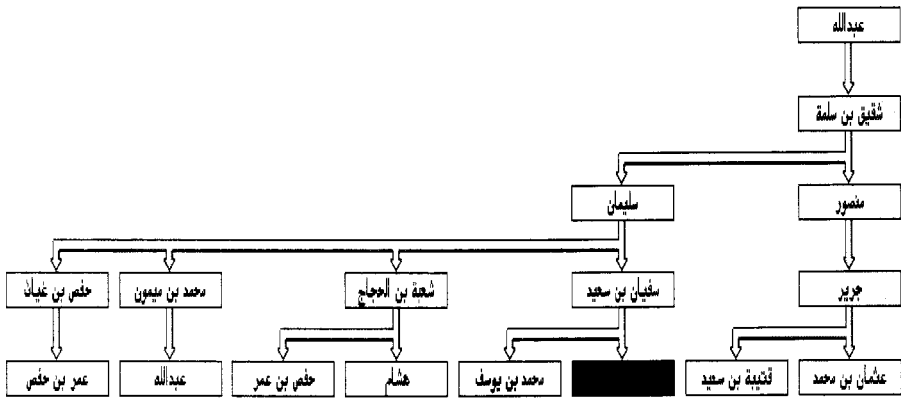 عبدالله
شقيق بن سلمة
منصور
سليمان
جرير
سفيان بن سعيد
شعبة بن الحجاج
محمد بن ميمون
حفص بن غياث
عثمان بن محمد
قتيبة بن سعيد
محمد بن يوسف
هشام
حفص بن عمر
عبدالله
عمر بن حفص